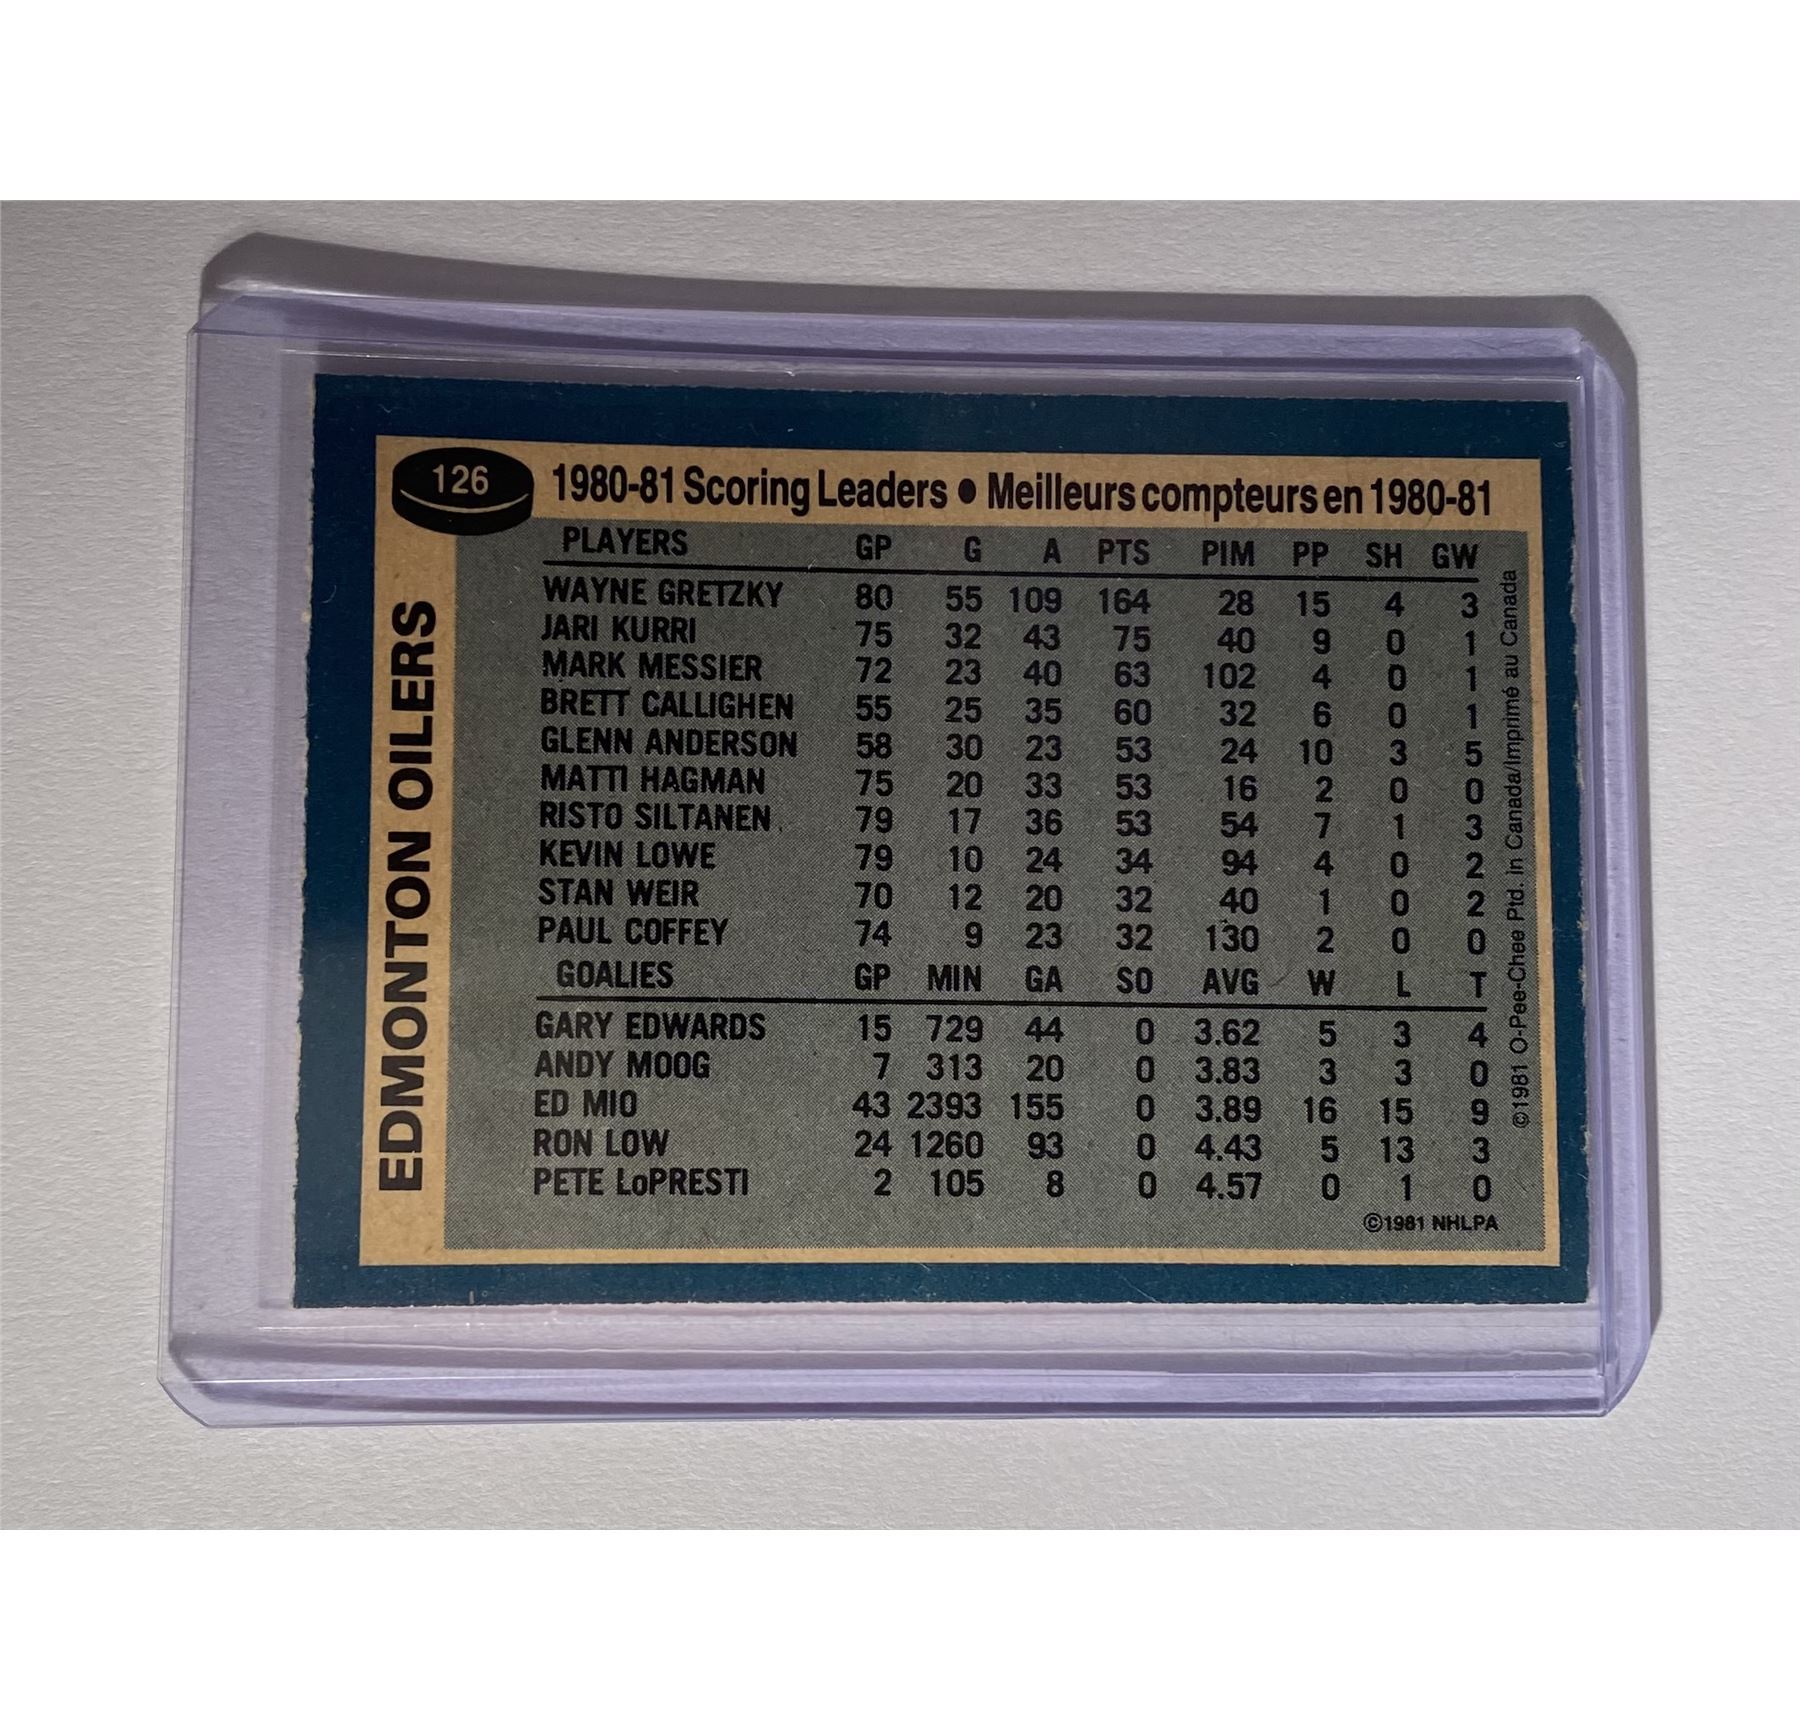 126
1980-81 Scoring Leaders ● Meilleurs compteurs en 1980-81
EDMONTON OILERS
PLAYERS GP G A PTS PIM PP SH GW
WAYNE GRETZKY 80 55 109 164 28 15 4 3
JARI KURRI 75 32 43 75 40 9 0 1
MARK MESSIER 72 23 40 63 102 4 0 1
BRETT CALLIGHEN 55 25 35 60 32 6 0 1
GLENN ANDERSON 58 30 23 53 24 10 3 5
MATTI HAGMAN 75 20 33 53 16 2 0 0
RISTO SILTANEN 79 17 36 53 54 7 1 3
KEVIN LOWE 79 10 24 34 94 4 0 2
STAN WEIR 70 12 20 32 40 1 0 2
PAUL COFFEY 74 9 23 32 130 2 0 0
GOALIES GP MIN GA SO AVG W L T
GARY EDWARDS 15 729 44 0 3.62 5 3 4
ANDY MOOG 7 313 20 0 3.83 3 3 0
ED MIO 43 2393 155 0 3.89 16 15 9
RON LOW 24 1260 93 0 4.43 5 13 3
PETE LoPRESTI 2 105 8 0 4.57 0 1 0
©1981 NHLPA
©1981 O-Pee-Chee Ptd. in Canada/Imprimé au Canada